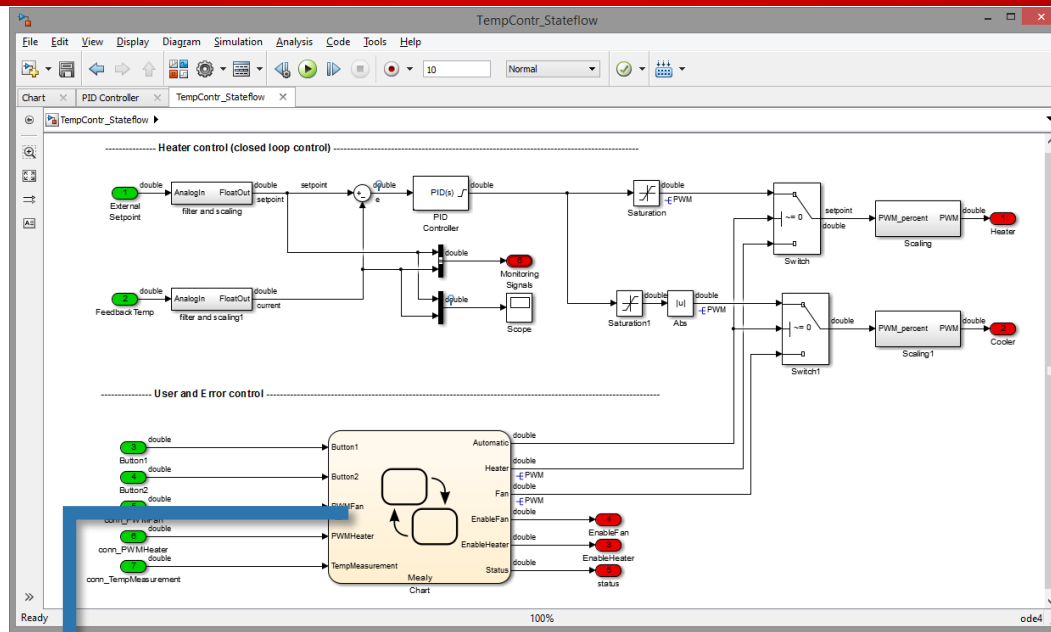 TempContr_Stateflow
File Edit View Display Diagram Simulation Analysis Code Tools Help
10 Normal
Chart PID Controller TempContr_Stateflow
TempContr_Stateflow
--------------- Heater control (closed loop control) ---------------
1
External
Setpoint
double
AnalogIn FloatOut
filter and scaling
double
setpoint
setpoint
double
e
PID(s)
PID
Controller
double
Saturation
double
PWM
~= 0
Switch
setpoint
double
PWM_percent PWM
Scaling
double
1
Heater
double
6
Monitoring
Signals
2
FeedbackTemp
double
AnalogIn FloatOut
filter and scaling1
double
current
double
Scope
Saturation1
double
|u|
Abs
double
PWM
~= 0
Switch1
double
PWM_percent PWM
Scaling1
double
2
Cooler
--------------- User and Error control ---------------
3
double
Button1
4
double
Button2
double
conn_PWMFan
6
double
conn_PWMHeater
7
double
conn_TempMeasurement
Button1
Button2
PWMFan
PWMHeater
TempMeasurement
Mealy
Chart
Automatic
Heater
Fan
EnableFan
EnableHeater
Status
double
double
PWM
double
PWM
double
double
double
4
EnableFan
3
EnableHeater
5
status
Ready 100% ode4